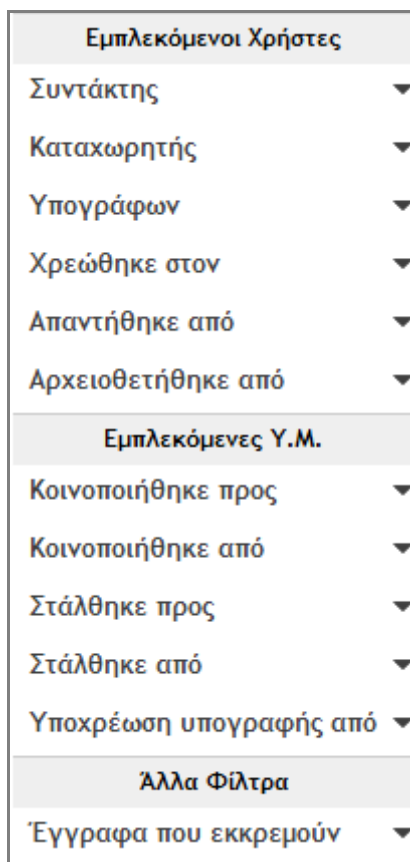 Εμπλεκόμενοι Χρήστες
Συντάκτης
Καταχωρητής
Υπογράφων
Χρεώθηκε στον
Απαντήθηκε από
Αρχειοθετήθηκε από
Εμπλεκόμενες Υ.Μ.
Κοινοποιήθηκε προς
Κοινοποιήθηκε από
Στάλθηκε προς
Στάλθηκε από
Υποχρέωση υπογραφής από
Άλλα Φίλτρα
Έγγραφα που εκκρεμούν